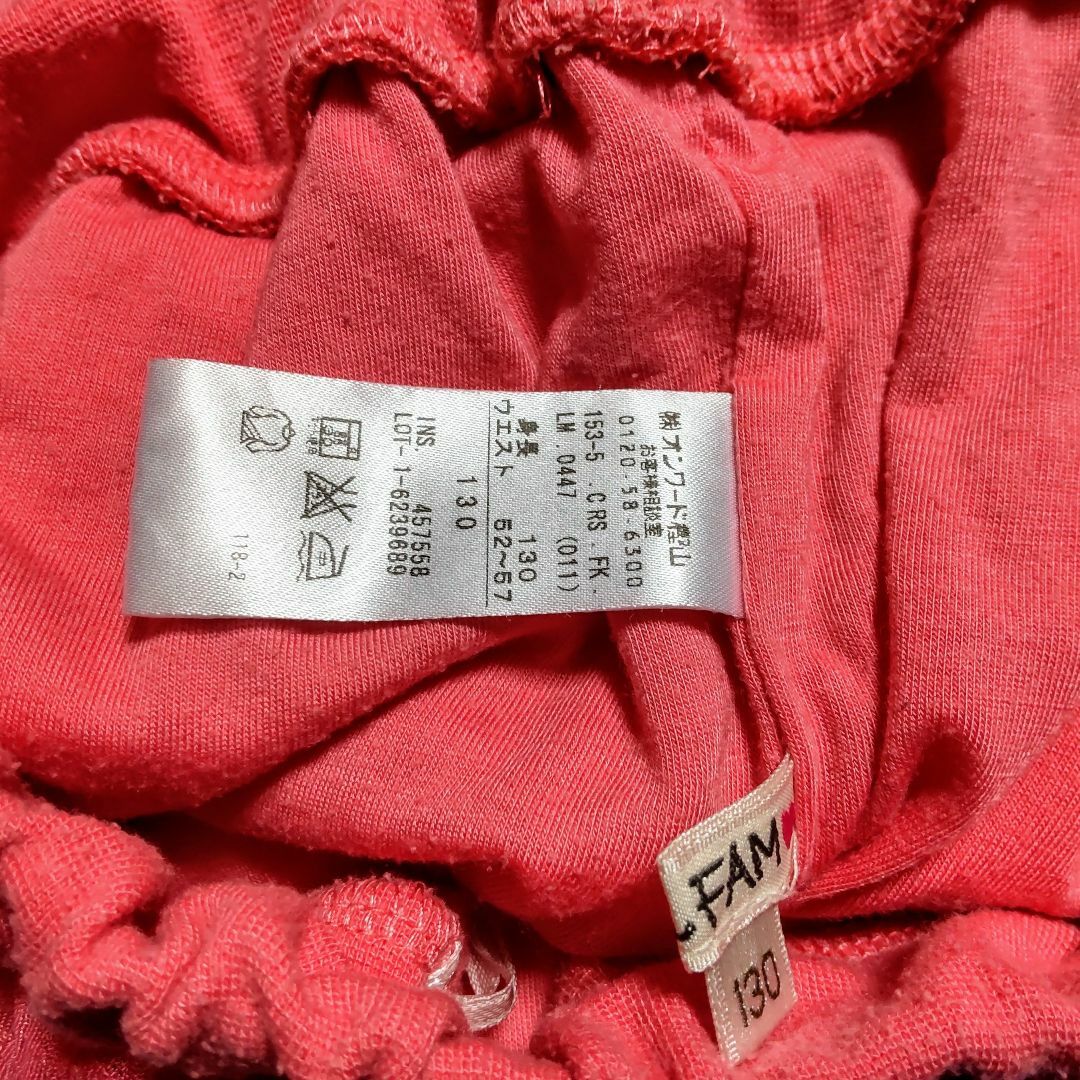 ㈱オンワード樫山
お客様相談室
0120-58-6300
153-5 .CRS.FK.
LM.0447 (011)
身長 130
ウエスト 52~57
130
INS. 457558
LOT-1-6239689
118-2
FAM
130